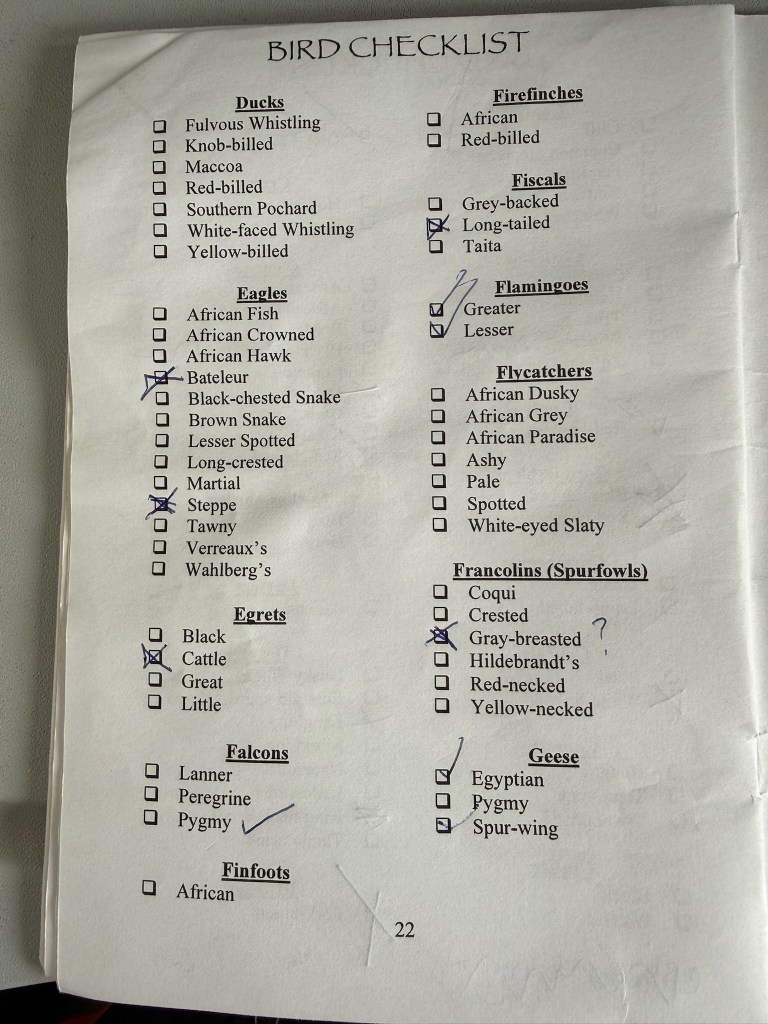 BIRD CHECKLIST
Ducks
Fulvous Whistling
Knob-billed
Maccoa
Red-billed
Southern Pochard
White-faced Whistling
Yellow-billed
Eagles
African Fish
African Crowned
African Hawk
Bateleur
Black-chested Snake
Brown Snake
Lesser Spotted
Long-crested
Martial
Steppe
Tawny
Verreaux's
Wahlberg's
Egrets
Black
Cattle
Great
Little
Falcons
Lanner
Peregrine
Pygmy
Finfoots
African
Firefinches
African
Red-billed
Fiscals
Grey-backed
Long-tailed
Taita
Flamingoes
Greater
Lesser
Flycatchers
African Dusky
African Grey
African Paradise
Ashy
Pale
Spotted
White-eyed Slaty
Francolins (Spurfowls)
Coqui
Crested
Gray-breasted ?
Hildebrandt's
Red-necked
Yellow-necked
Geese
Egyptian
Pygmy
Spur-wing
22